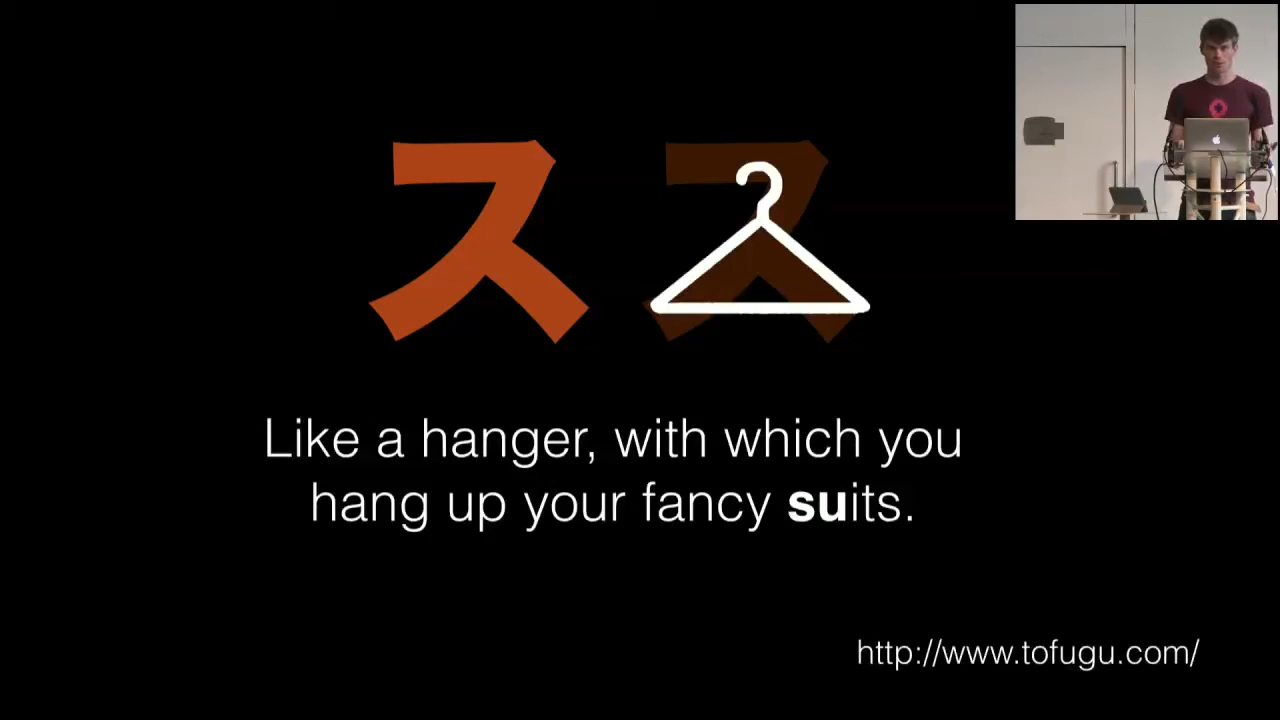 ス ス
Like a hanger, with which you
hang up your fancy suits.
http://www.tofugu.com/